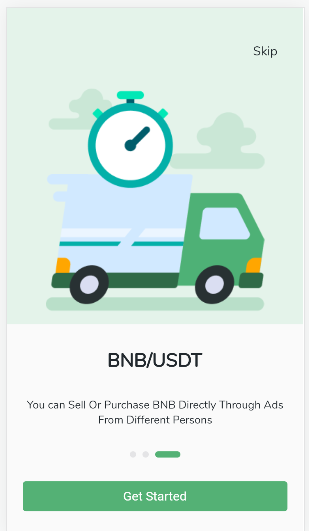 Skip
BNB/USDT
You can Sell Or Purchase BNB Directly Through Ads
From Different Persons
Get Started